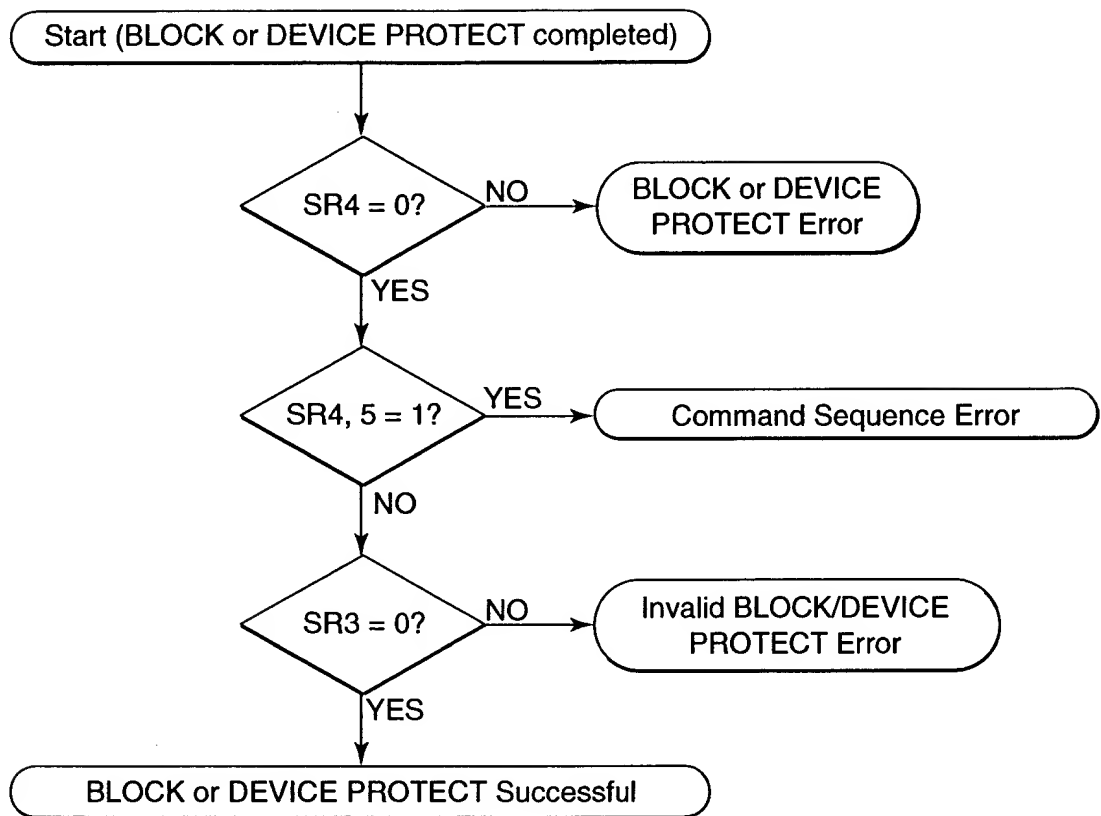 Start (BLOCK or DEVICE PROTECT completed)
SR4 = 0?
NO
BLOCK or DEVICE
PROTECT Error
YES
SR4, 5 = 1?
YES
Command Sequence Error
NO
SR3 = 0?
NO
Invalid BLOCK/DEVICE
PROTECT Error
YES
BLOCK or DEVICE PROTECT Successful